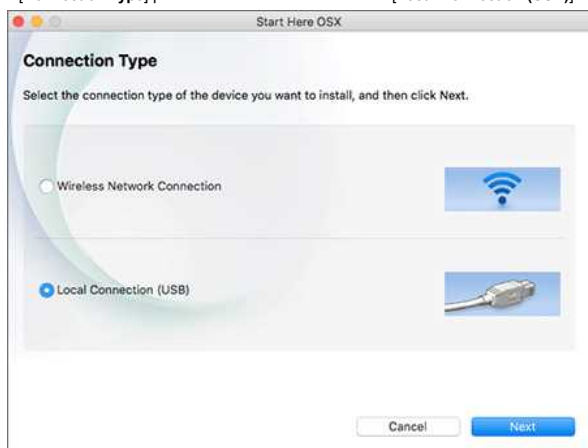 Start Here OSX
Connection Type
Select the connection type of the device you want to install, and then click Next.
Wireless Network Connection
Local Connection (USB)
Cancel
Next